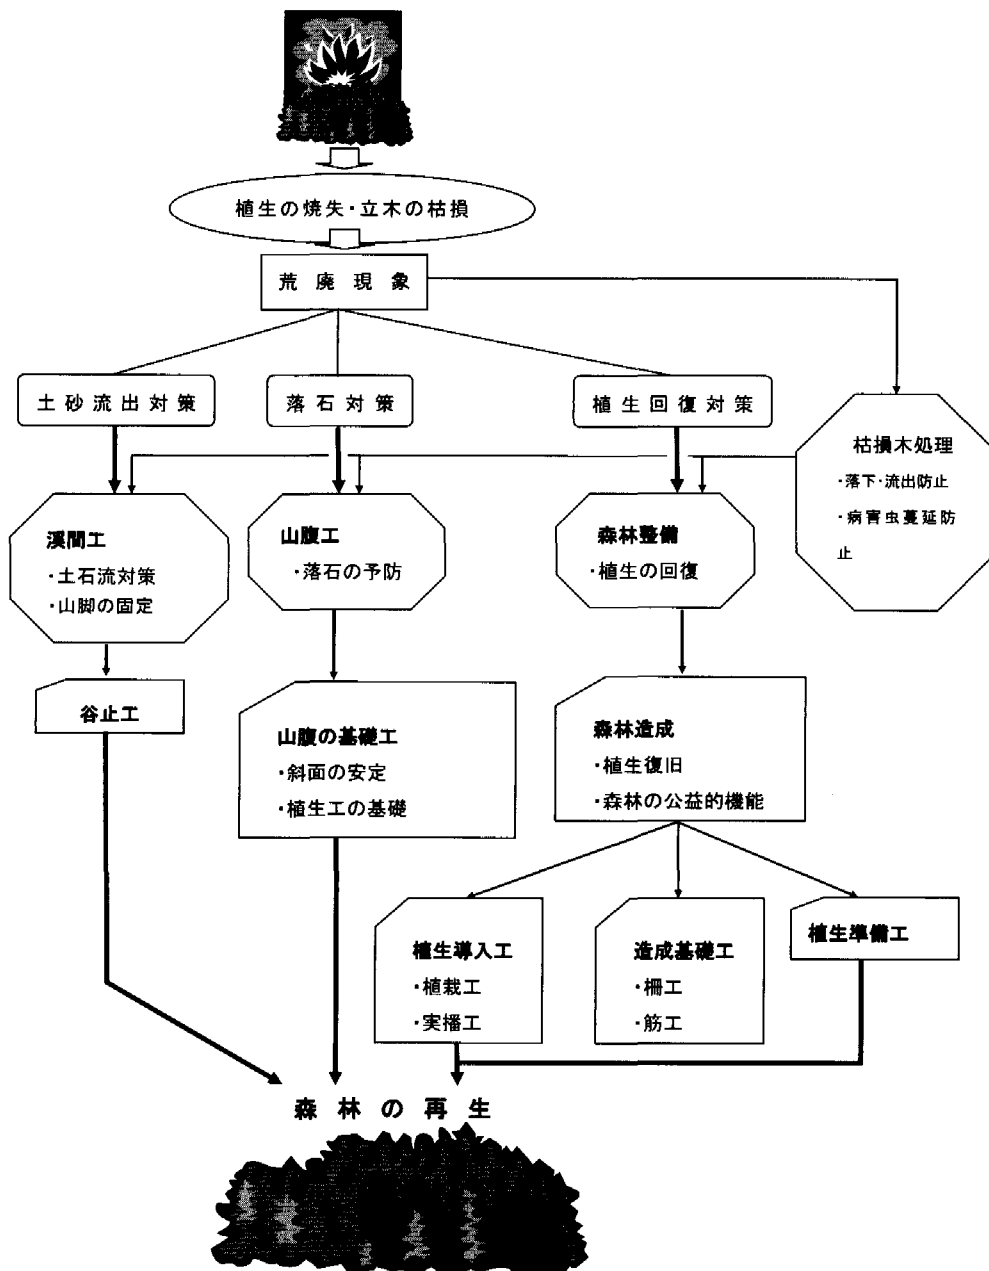 植生の焼失・立木の枯損
荒廃現象
土砂流出対策
落石対策
植生回復対策
枯損木処理
・落下・流出防止
・病害虫蔓延防
止
溪間工
・土石流対策
・山脚の固定
山腹工
・落石の予防
森林整備
・植生の回復
谷止工
山腹の基礎工
・斜面の安定
・植生工の基礎
森林造成
・植生復旧
・森林の公益的機能
植生導入工
・植栽工
・実播工
造成基礎工
・柵工
・筋工
植生準備工
森林の再生